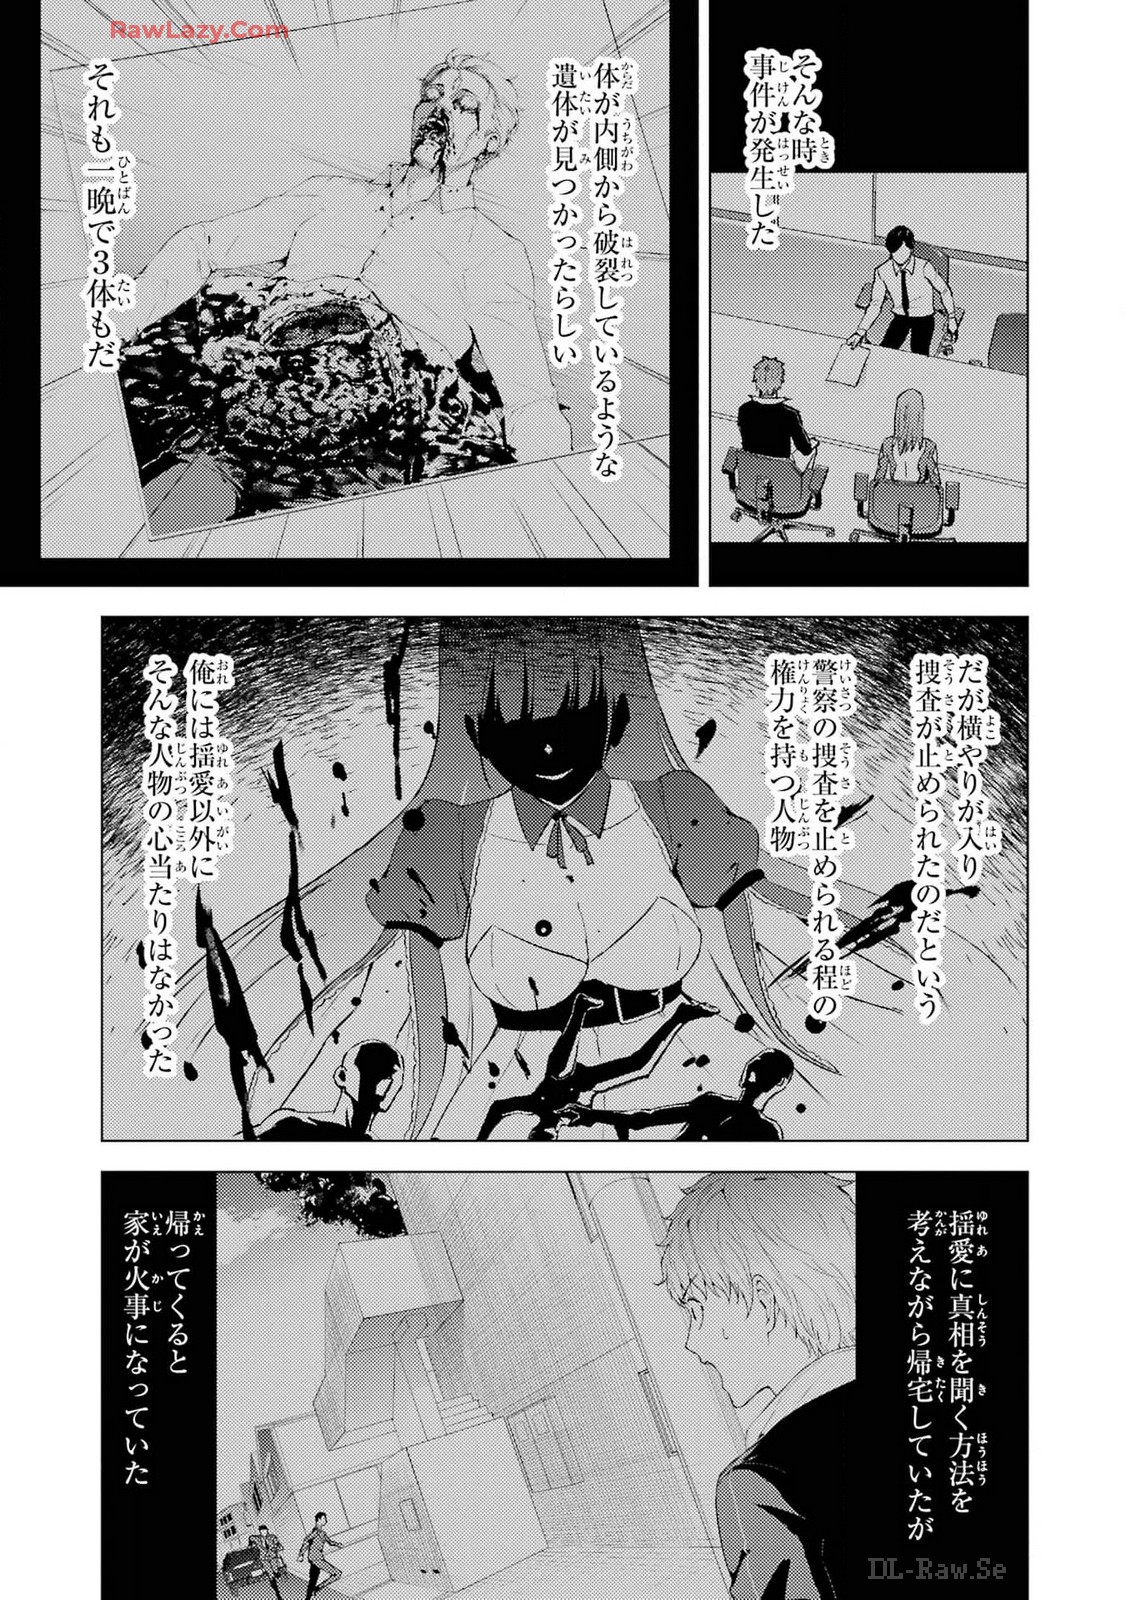 RawLazy.Com
そんな時
事件が発生した
体が内側から破裂しているような
遺体が見つかったらしい
それも一晩で3体もだ
だが横やりが入り
捜査が止められたのだという
警察の捜査を止められる程の
権力を持つ人物
俺には揺愛以外に
そんな人物の心当たりはなかった
揺愛に真相を聞く方法を
考えながら帰宅していたが
帰ってくると
家が火事になっていた
DL-Raw.Se